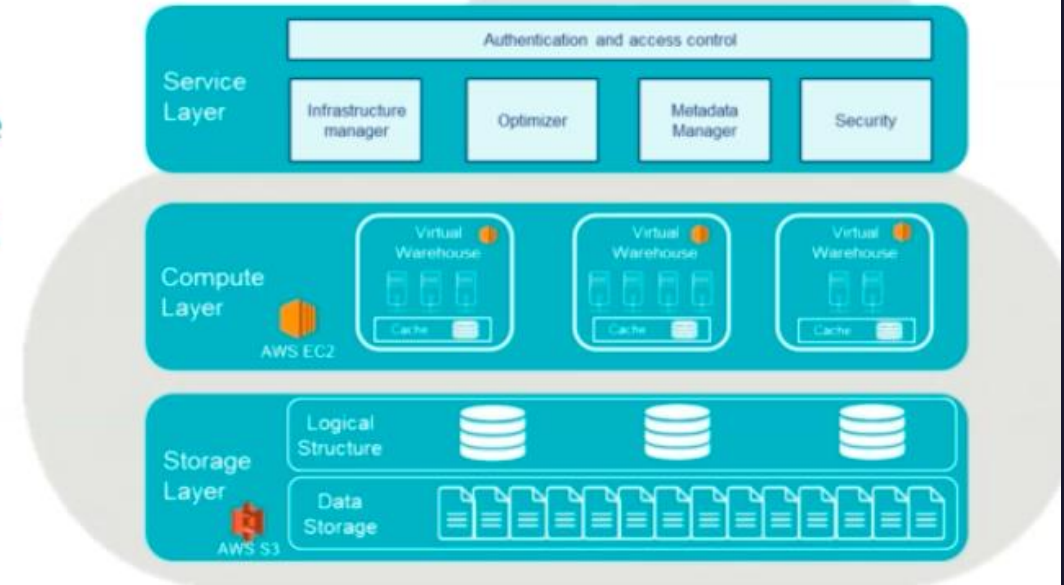 Authentication and access control
Service
Layer
Infrastructure
manager
Optimizer
Metadata
Manager
Security
Compute
Layer
AWS EC2
Virtual
Warehouse
Cache
Virtual
Warehouse
Cache
Virtual
Warehouse
Cache
Storage
Layer
AWS S3
Logical
Structure
Data
Storage